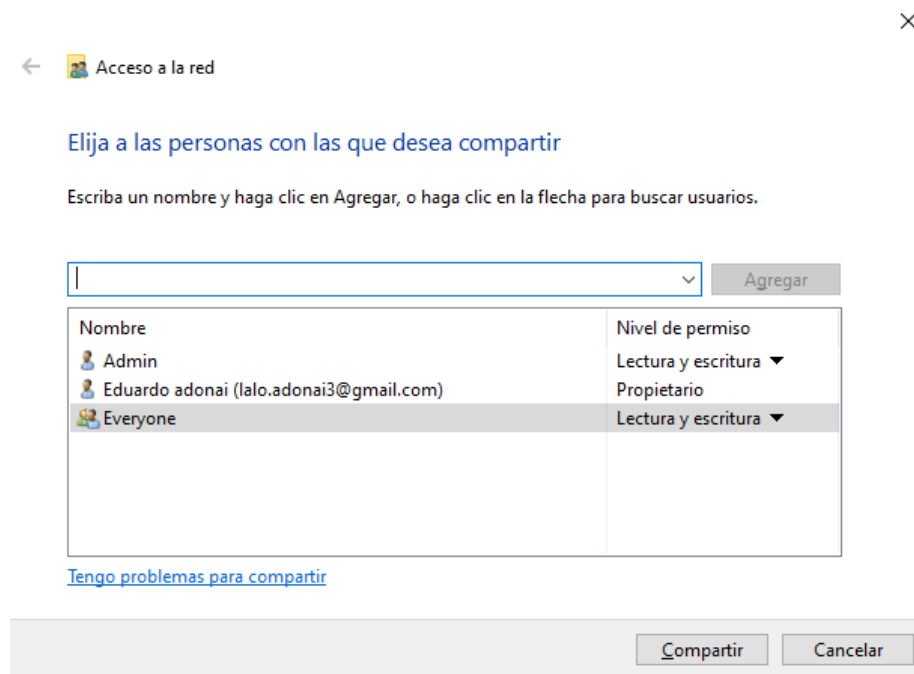 Acceso a la red
Elija a las personas con las que desea compartir
Escriba un nombre y haga clic en Agregar, o haga clic en la flecha para buscar usuarios.
Agregar
Nombre Nivel de permiso
Admin Lectura y escritura
Eduardo adonai (lalo.adonai3@gmail.com) Propietario
Everyone Lectura y escritura
Tengo problemas para compartir
Compartir Cancelar